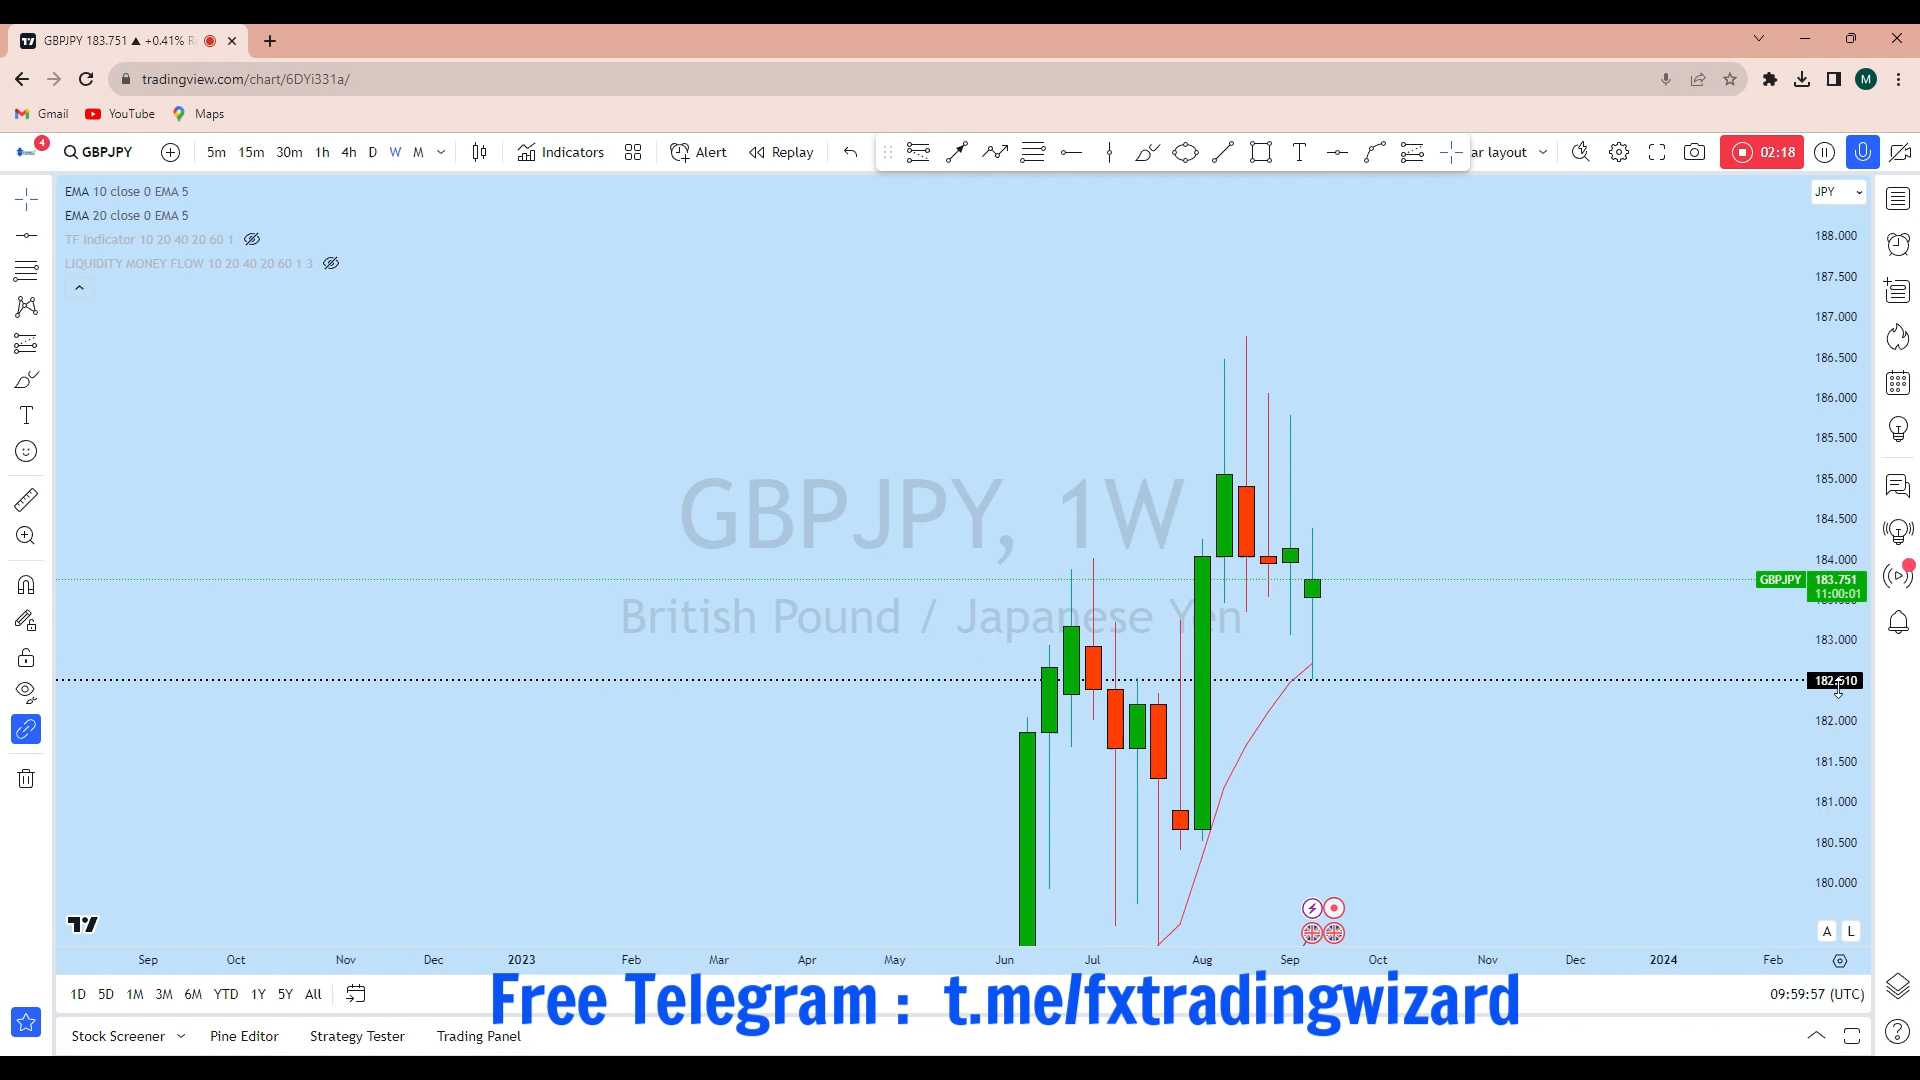 GBPJPY 183.751 ▲ +0.41%
tradingview.com/chart/6DYi331a/
M
Gmail YouTube Maps
4 GBPJPY 5m 15m 30m 1h 4h D W M Indicators Alert Replay ar layout 02:18
EMA 10 close 0 EMA 5
EMA 20 close 0 EMA 5
TF Indicator 10 20 40 20 60 1
LIQUIDITY MONEY FLOW 10 20 40 20 60 1 3
JPY
188.000
187.500
187.000
186.500
186.000
185.500
185.000
184.500
184.000
GBPJPY 183.751
11:00:01
183.000
182.510
182.000
181.500
181.000
180.500
180.000
GBPJPY, 1W
British Pound / Japanese Yen
A L
Sep Oct Nov Dec 2023 Feb Mar Apr May Jun Jul Aug Sep Oct Nov Dec 2024 Feb
1D 5D 1M 3M 6M YTD 1Y 5Y All
09:59:57 (UTC)
Free Telegram : t.me/fxtradingwizard
Stock Screener Pine Editor Strategy Tester Trading Panel